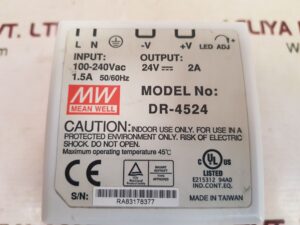 L N -V +V LED ADJ
INPUT: OUTPUT:
100-240Vac 24V 2A
1.5A 50/60Hz
MW
MEAN WELL
MODEL No:
DR-4524
CAUTION: INDOOR USE ONLY. FOR USE IN A
PROTECTED ENVIRONMENT ONLY. RISK OF ELECTRIC
SHOCK. DO NOT OPEN.
Maximum operating temperature 45℃
CE
UL US
LISTED
E215312 94A0
IND.CONT.EQ.
S/N: RA83178377
MADE IN TAIWAN